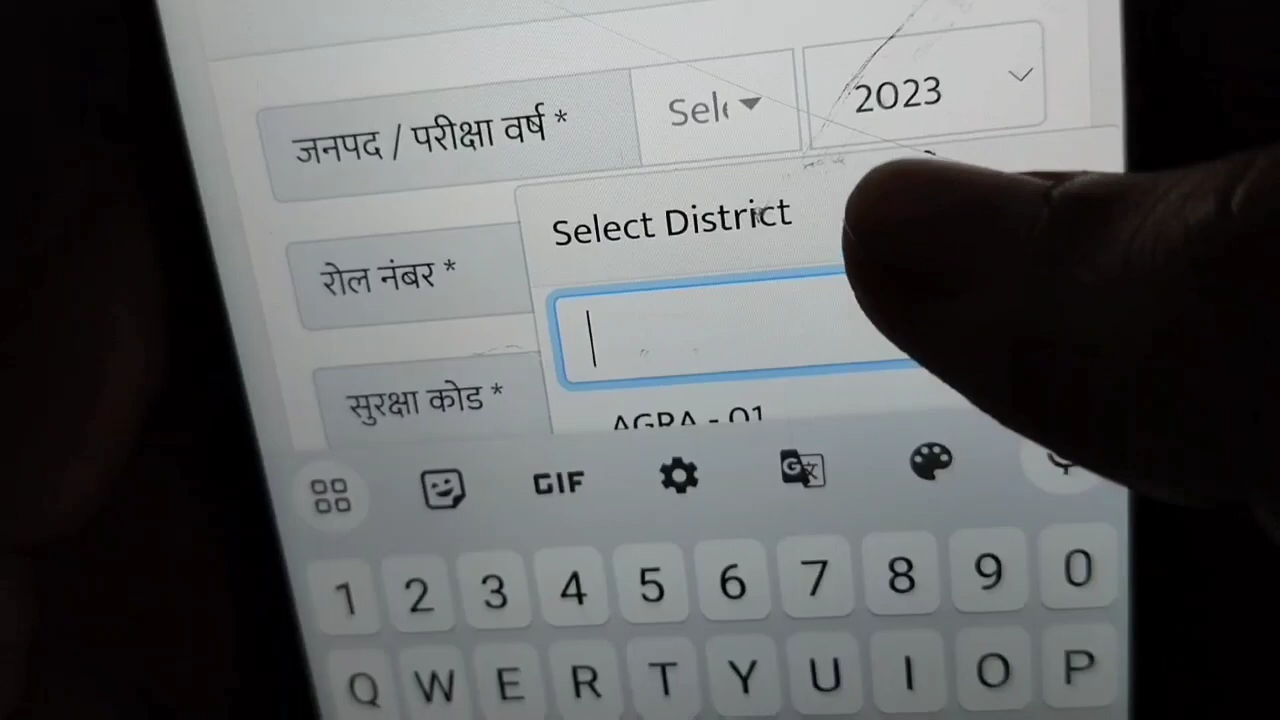 जनपद / परीक्षा वर्ष * Sel 2023
Select District
रोल नंबर *
सुरक्षा कोड *
AGRA - 01
GIF
1 2 3 4 5 6 7 8 9 0
Q W E R T Y U I O P